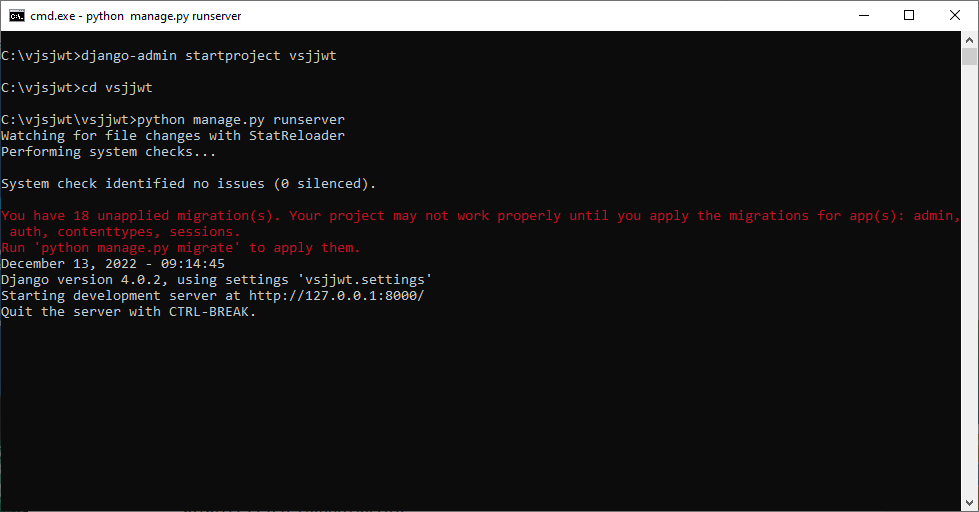 cmd.exe - python  manage.py runserver
C:\vjsjwt>django-admin startproject vsjjwt
C:\vjsjwt>cd vsjjwt
C:\vjsjwt\vsjjwt>python manage.py runserver
Watching for file changes with StatReloader
Performing system checks...
System check identified no issues (0 silenced).
You have 18 unapplied migration(s). Your project may not work properly until you apply the migrations for app(s): admin,
 auth, contenttypes, sessions.
Run 'python manage.py migrate' to apply them.
December 13, 2022 - 09:14:45
Django version 4.0.2, using settings 'vsjjwt.settings'
Starting development server at http://127.0.0.1:8000/
Quit the server with CTRL-BREAK.